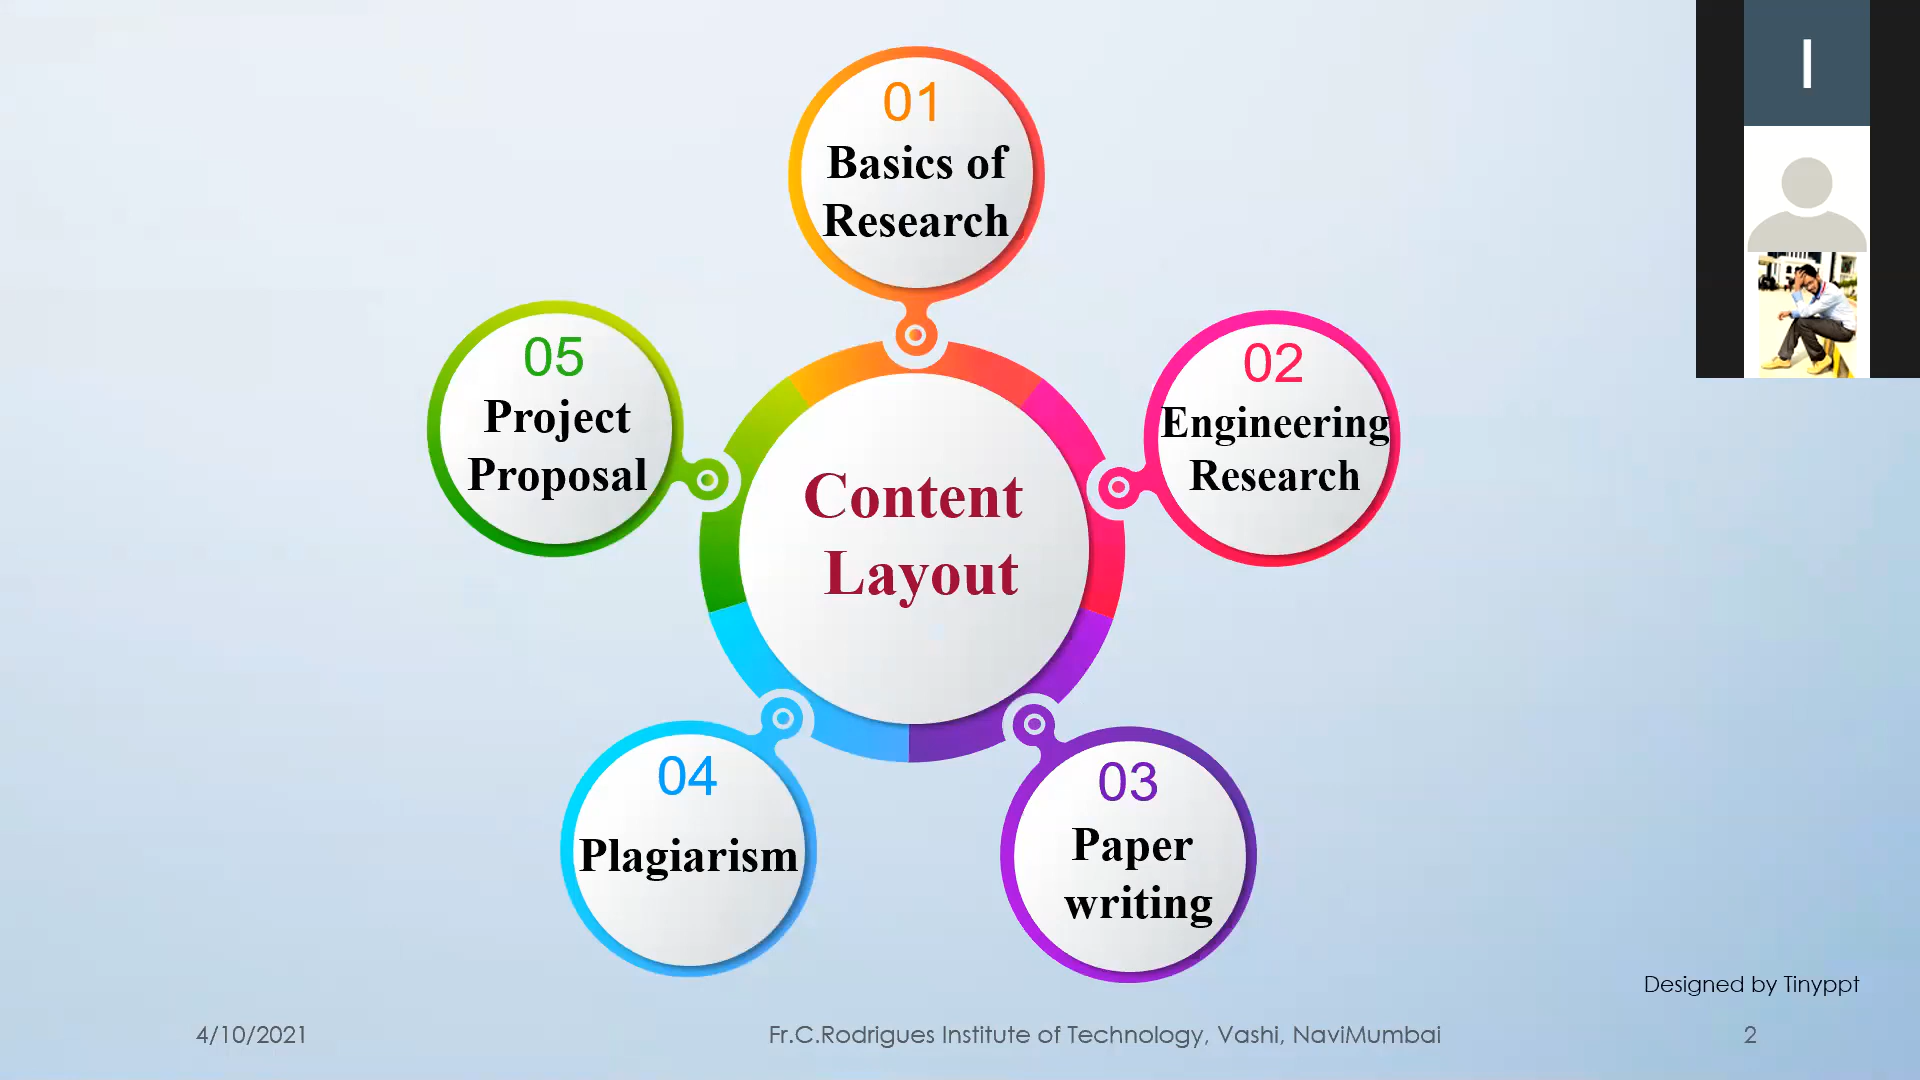 01
Basics of
Research
02
Engineering
Research
03
Paper
writing
04
Plagiarism
05
Project
Proposal
Content
Layout
I
Designed by Tinyppt
4/10/2021
Fr.C.Rodrigues Institute of Technology, Vashi, NaviMumbai
2